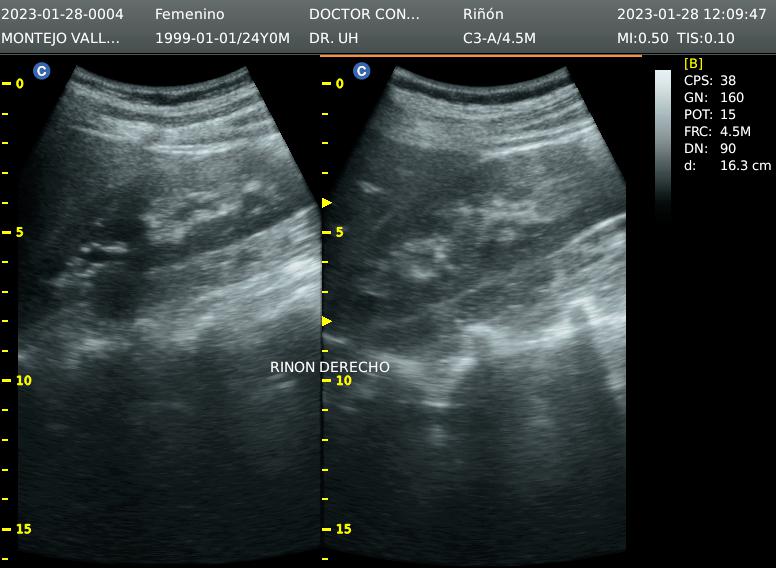 2023-01-28-0004 Femenino DOCTOR CON... Riñón 2023-01-28 12:09:47
MONTEJO VALL... 1999-01-01/24Y0M DR. UH C3-A/4.5M MI:0.50 TIS:0.10
C C [B]
0 0
CPS: 38
GN: 160
POT: 15
FRC: 4.5M
DN: 90
d: 16.3 cm
5 5
RINON DERECHO
10 10
15 15